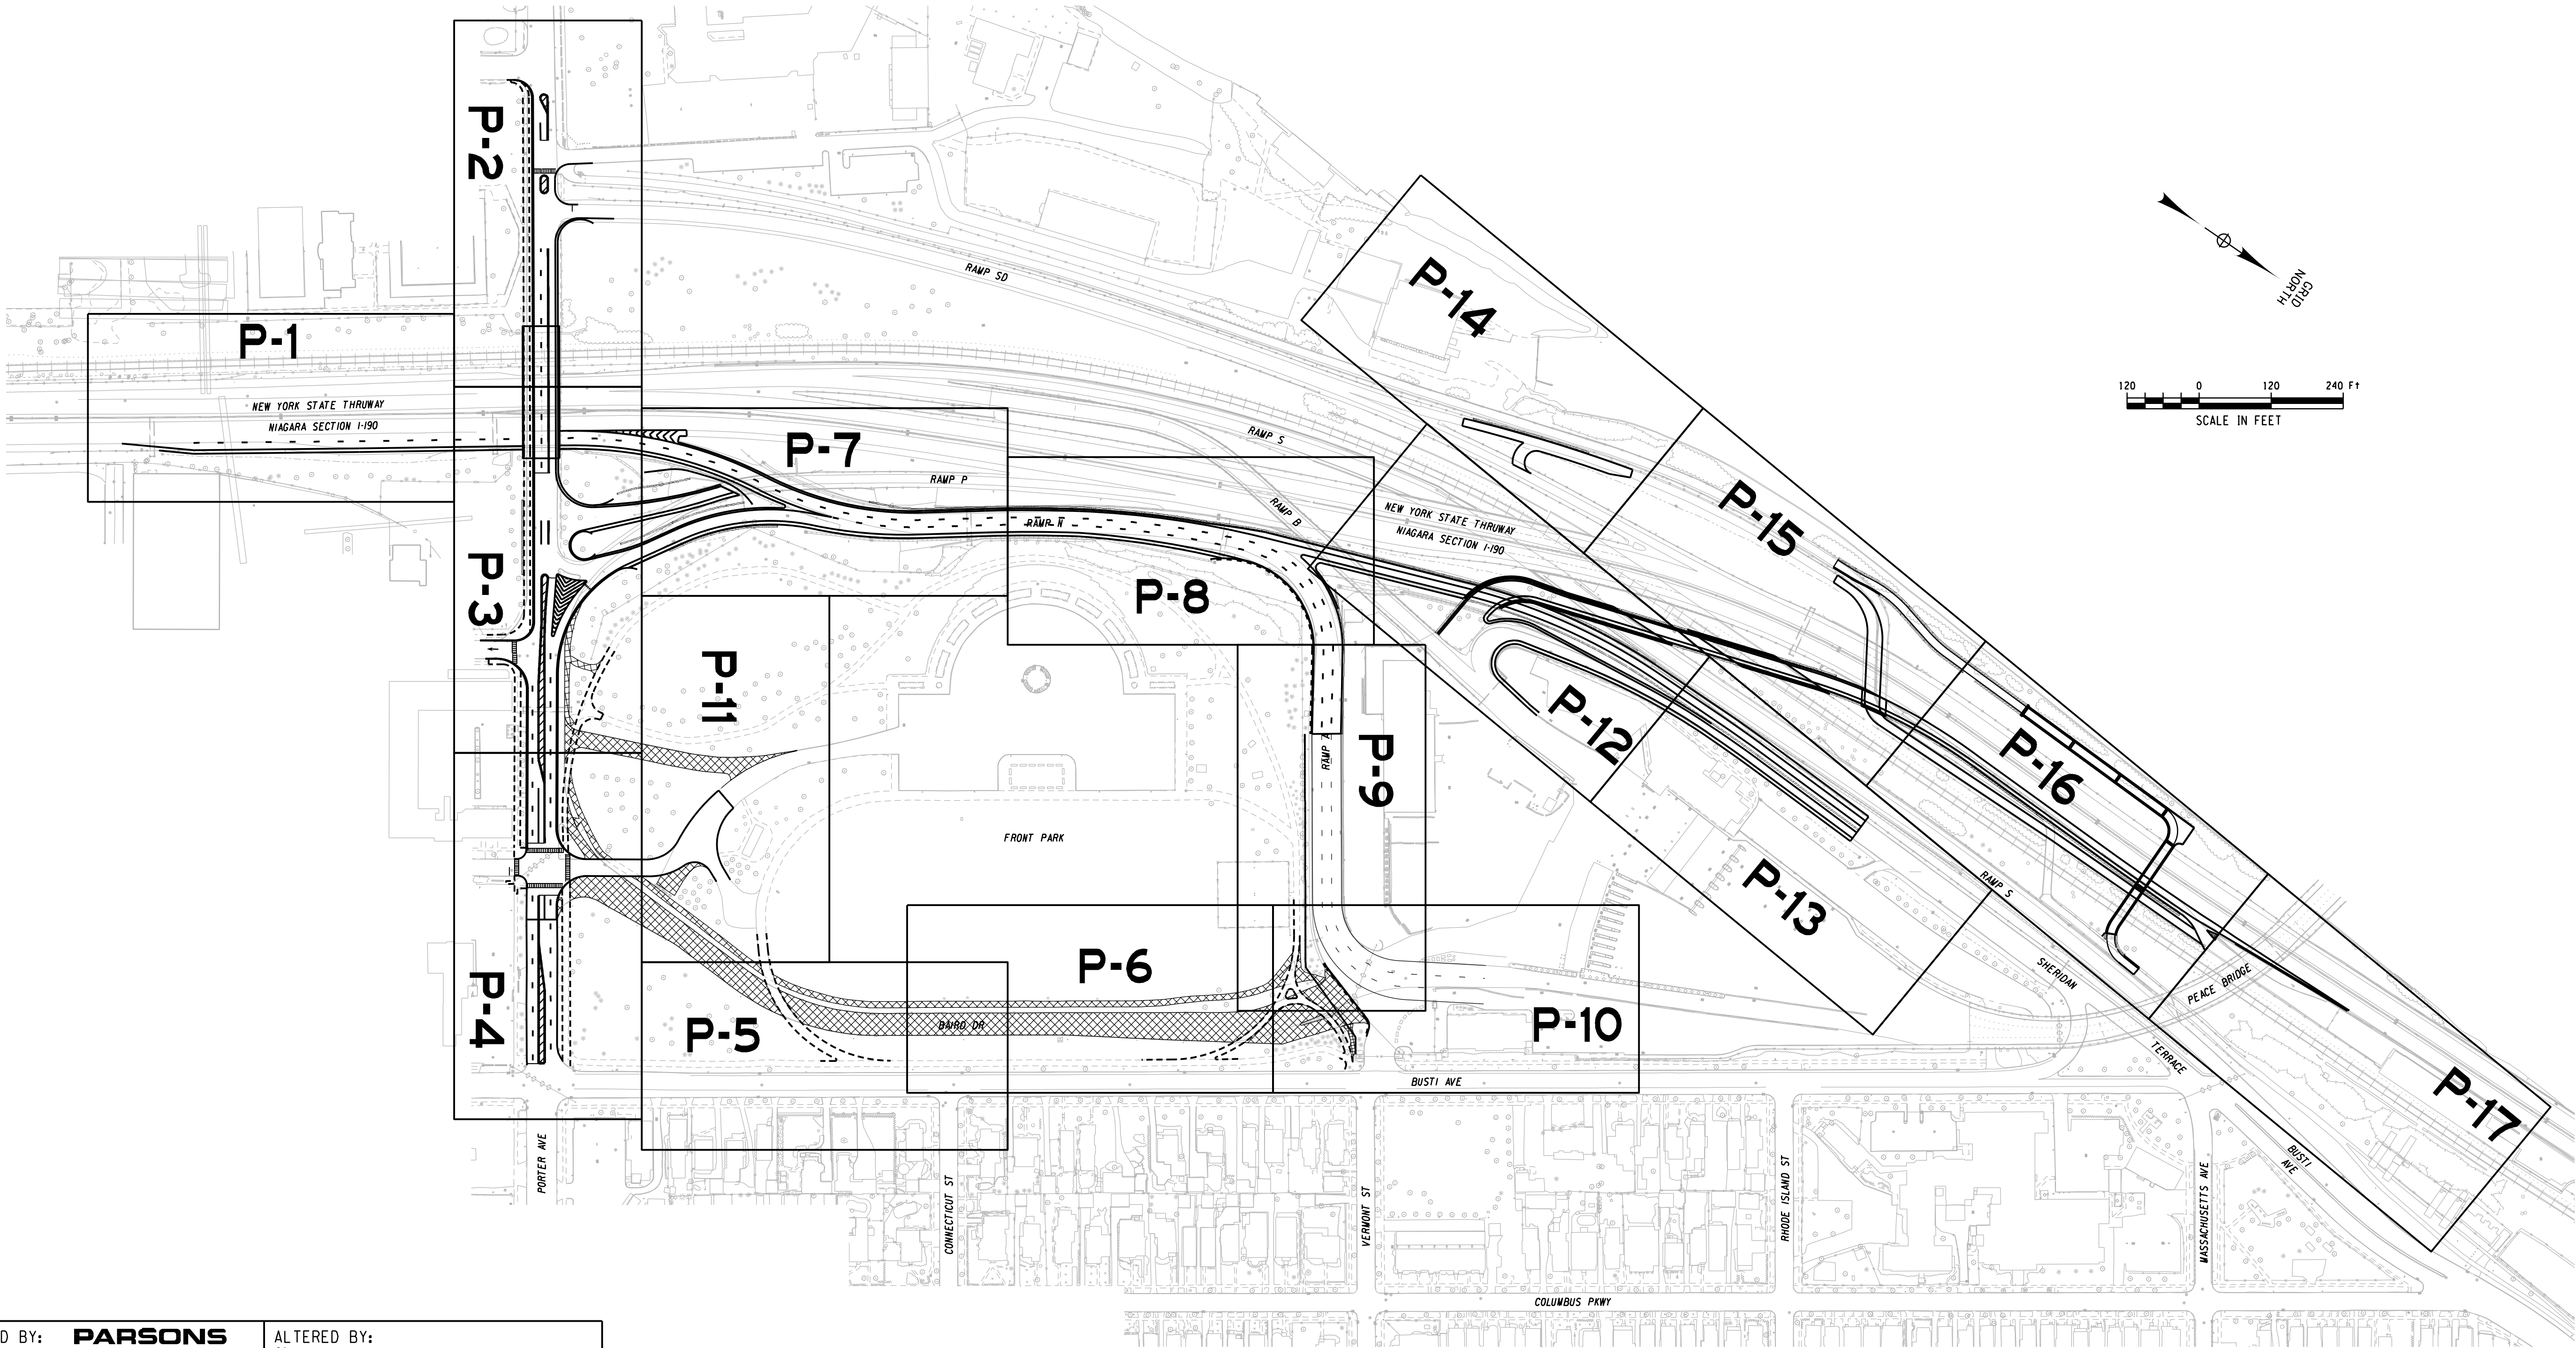 P-2
RAMP SD
P-14
GRID
NORTH
P-1
NEW YORK STATE THRUWAY
NIAGARA SECTION I-190
120 0 120 240 Ft
SCALE IN FEET
P-7
RAMP P
RAMP S
RAMP B
NEW YORK STATE THRUWAY
NIAGARA SECTION I-190
P-15
RAMP N
P-3
P-8
P-11
P-9
RAMP A
P-12
P-16
FRONT PARK
P-13
RAMP S
P-4
P-5
P-6
BAIRD DR
P-10
SHERIDAN
TERRACE
PEACE BRIDGE
P-17
BUSTI AVE
BUSTI
AVE
PORTER AVE
CONNECTICUT ST
VERMONT ST
RHODE ISLAND ST
MASSACHUSETTS AVE
COLUMBUS PKWY
D BY: PARSONS
ALTERED BY: